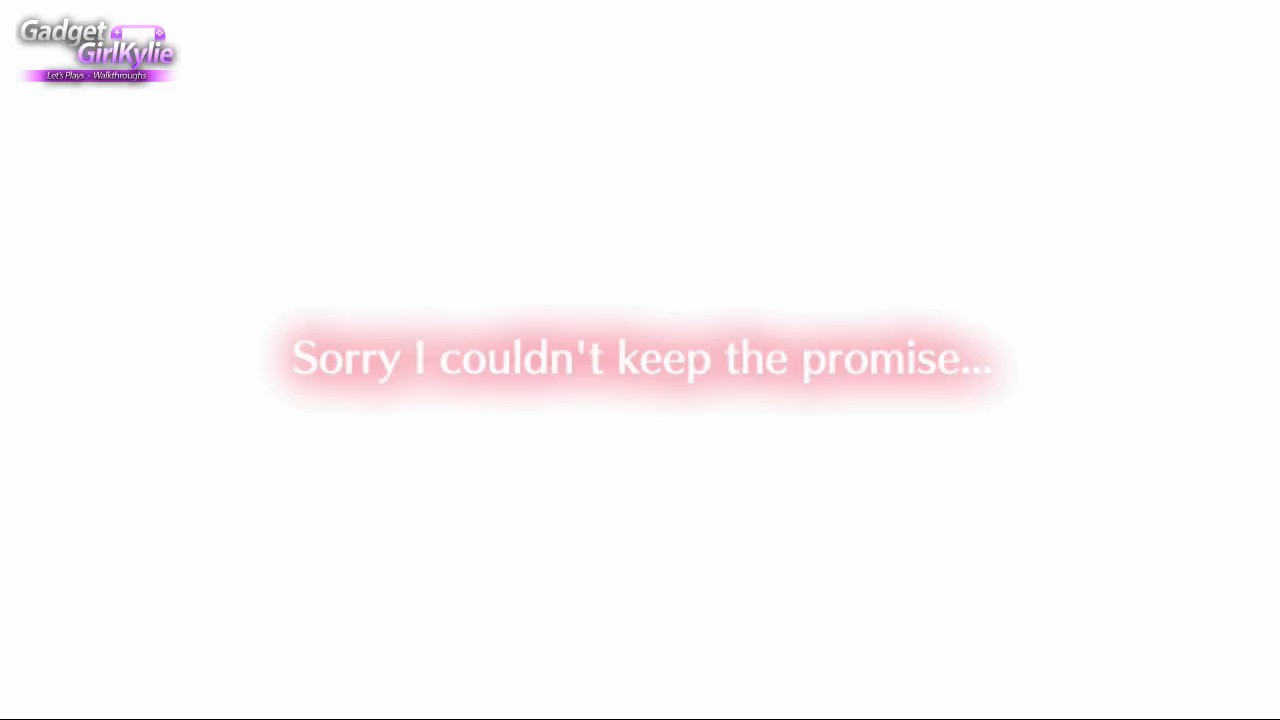 Gadget
GirlKylie
Let's Plays - Walkthroughs
Sorry I couldn't keep the promise...